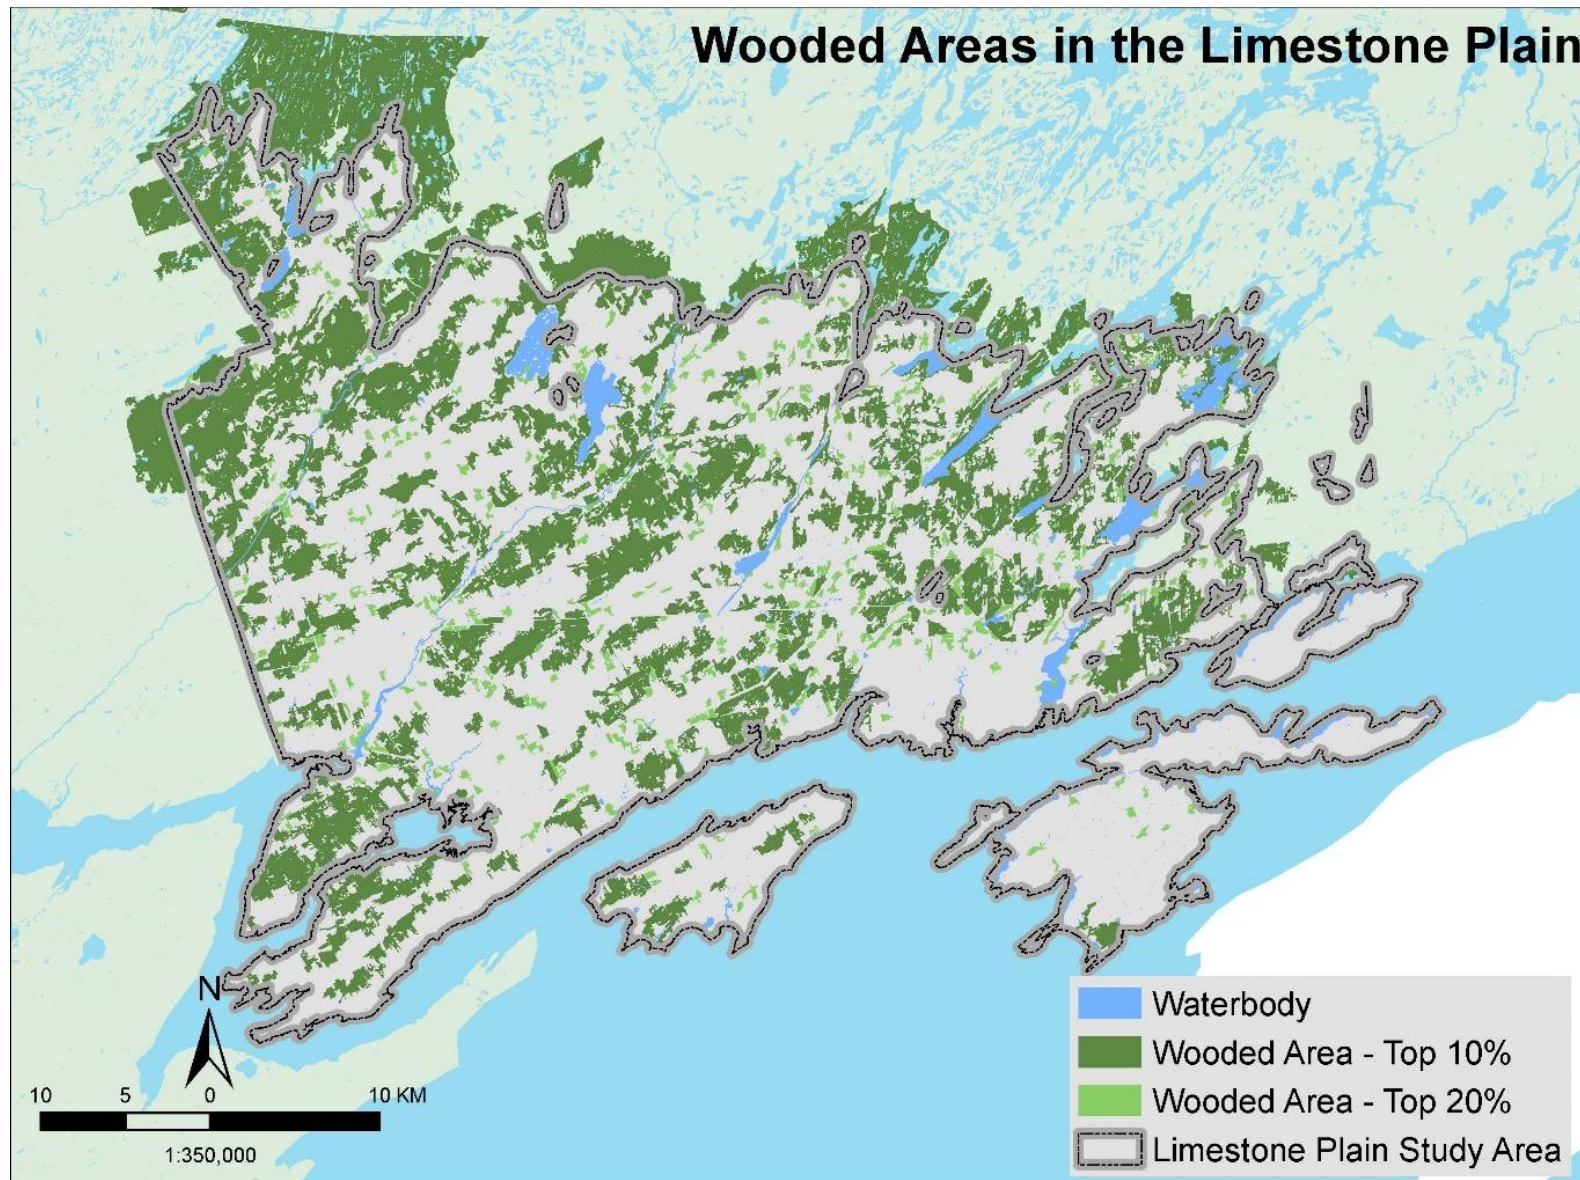 Wooded Areas in the Limestone Plain
N
10 5 0 10 KM
1:350,000
Waterbody
Wooded Area - Top 10%
Wooded Area - Top 20%
Limestone Plain Study Area